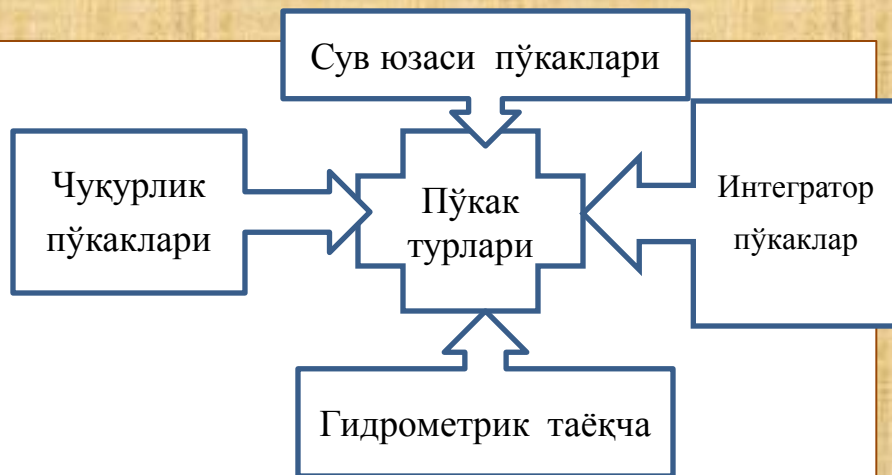 Сув юзаси пўкаклари
Чуқурлик
пўкаклари
Пўкак
турлари
Интегратор
пўкаклар
Гидрометрик таёқча